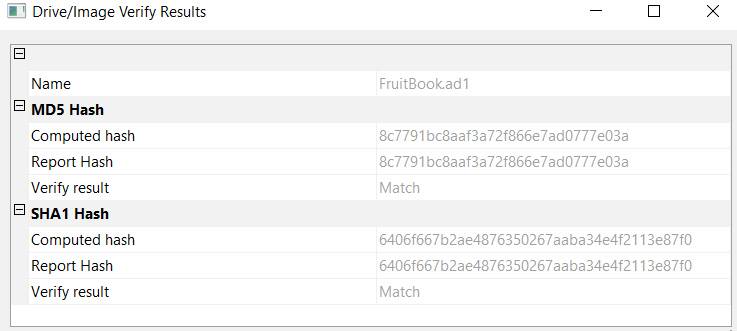 Drive/Image Verify Results
Name FruitBook.ad1
MD5 Hash
Computed hash 8c7791bc8aaf3a72f866e7ad0777e03a
Report Hash 8c7791bc8aaf3a72f866e7ad0777e03a
Verify result Match
SHA1 Hash
Computed hash 6406f667b2ae4876350267aaba34e4f2113e87f0
Report Hash 6406f667b2ae4876350267aaba34e4f2113e87f0
Verify result Match